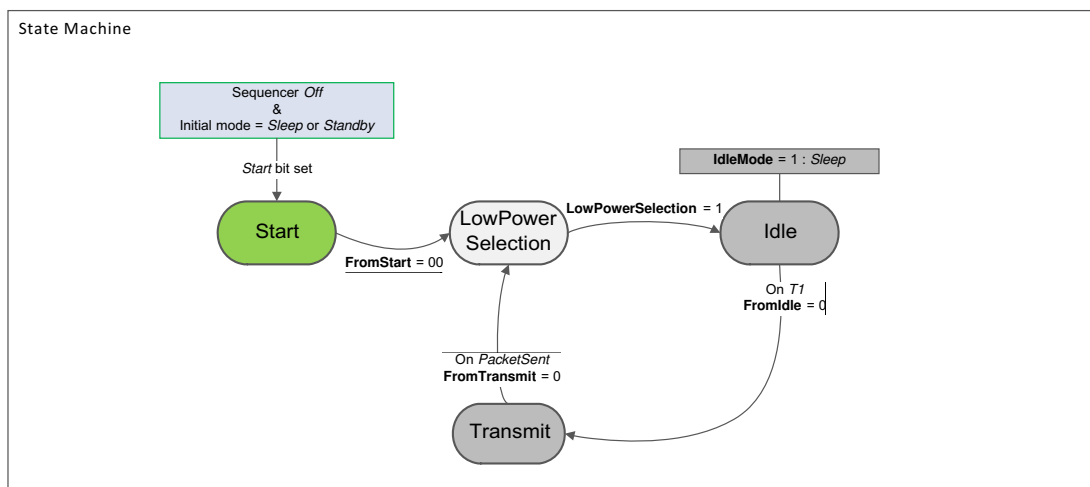 State Machine
Sequencer Off
&
Initial mode = Sleep or Standby
Start bit set
IdleMode = 1 : Sleep
Start
LowPower
Selection
LowPowerSelection = 1
Idle
FromStart = 00
On T1
FromIdle = 0
On PacketSent
FromTransmit = 0
Transmit